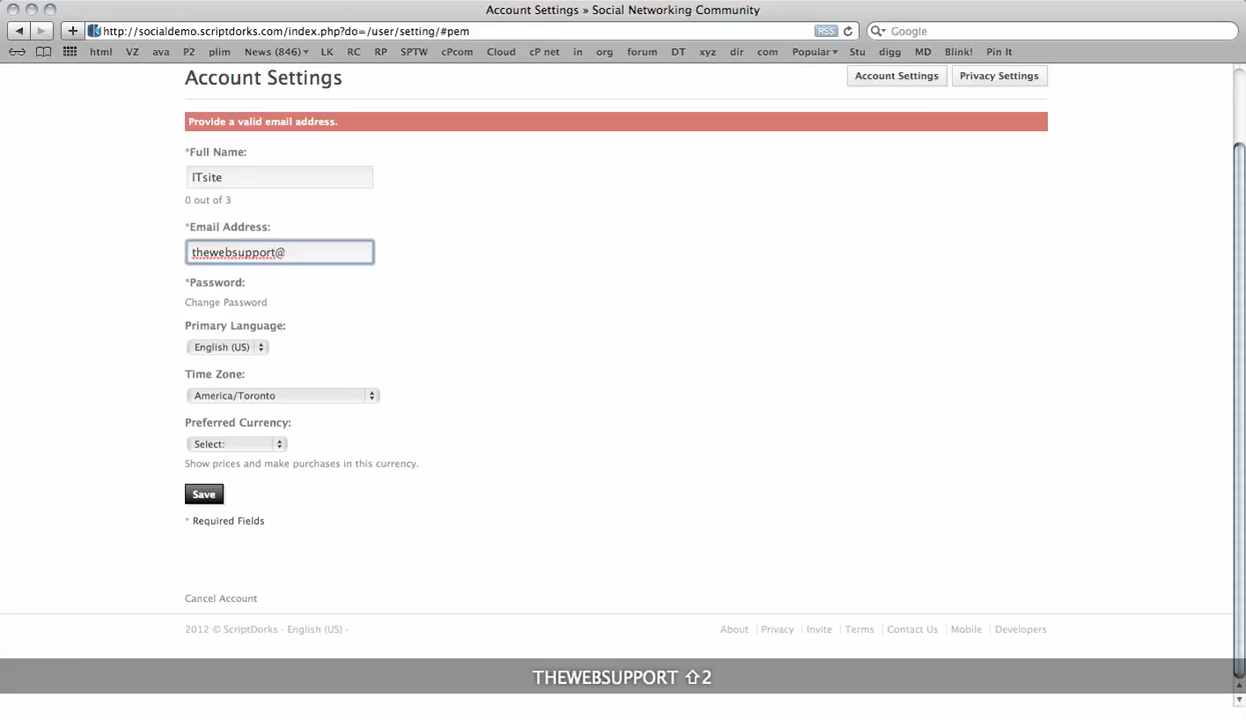 Account Settings » Social Networking Community
http://socialdemo.scriptdorks.com/index.php?do=/user/setting/#pem RSS Google
html VZ ava P2 plim News (846) LK RC RP SPTW cPcom Cloud cP net in org forum DT xyz dir com Popular Stu digg MD Blink! Pin It
Account Settings Account Settings Privacy Settings
Provide a valid email address.
*Full Name:
ITsite
0 out of 3
*Email Address:
thewebsupport@
*Password:
Change Password
Primary Language:
English (US)
Time Zone:
America/Toronto
Preferred Currency:
Select:
Show prices and make purchases in this currency.
Save
* Required Fields
Cancel Account
2012 © ScriptDorks - English (US) - About Privacy Invite Terms Contact Us Mobile Developers
THEWEBSUPPORT ⇧2